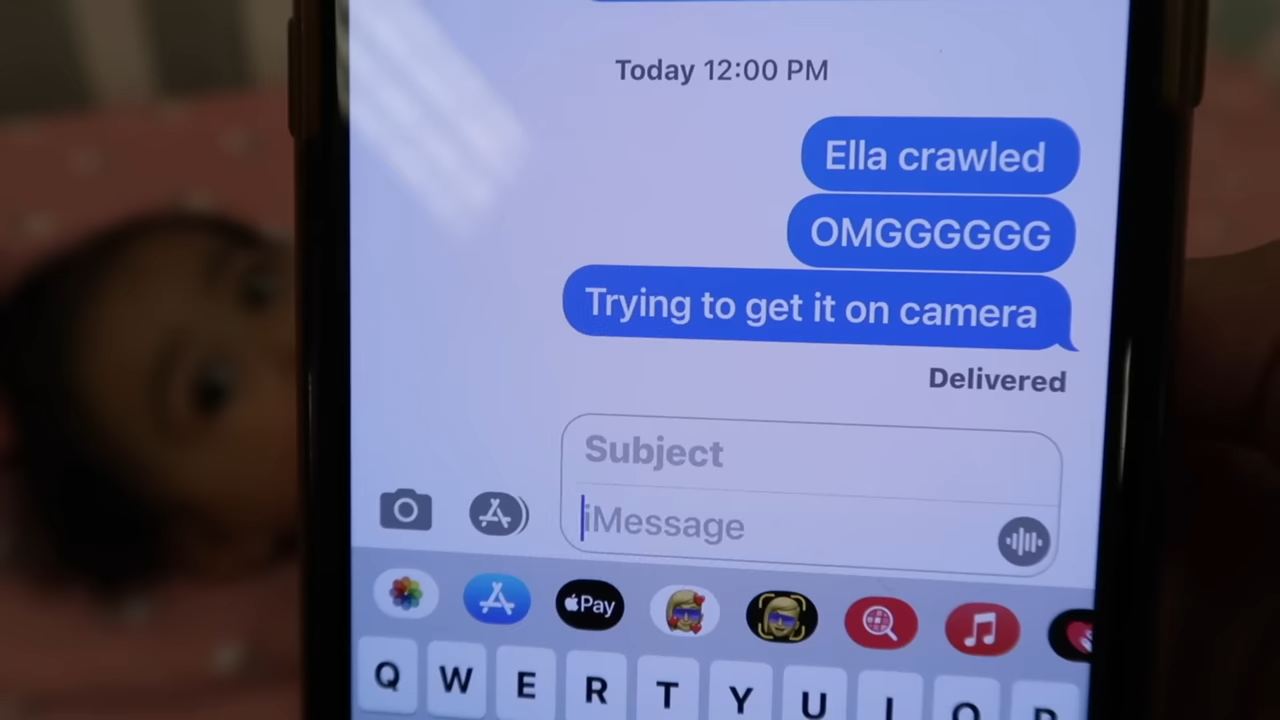 Today 12:00 PM
Ella crawled
OMGGGGGG
Trying to get it on camera
Delivered
Subject
iMessage
Pay
Q W E R T Y U I O P